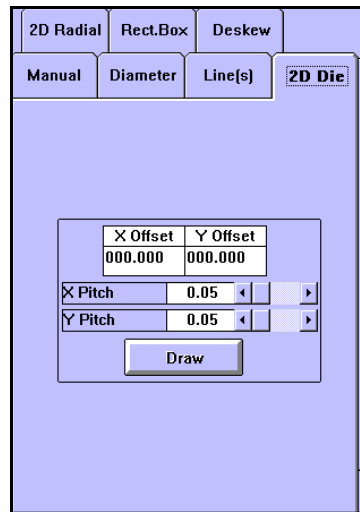 2D Radial Rect.Box Deskew
Manual Diameter Line(s) 2D Die
X Offset Y Offset
000.000 000.000
X Pitch 0.05
Y Pitch 0.05
Draw